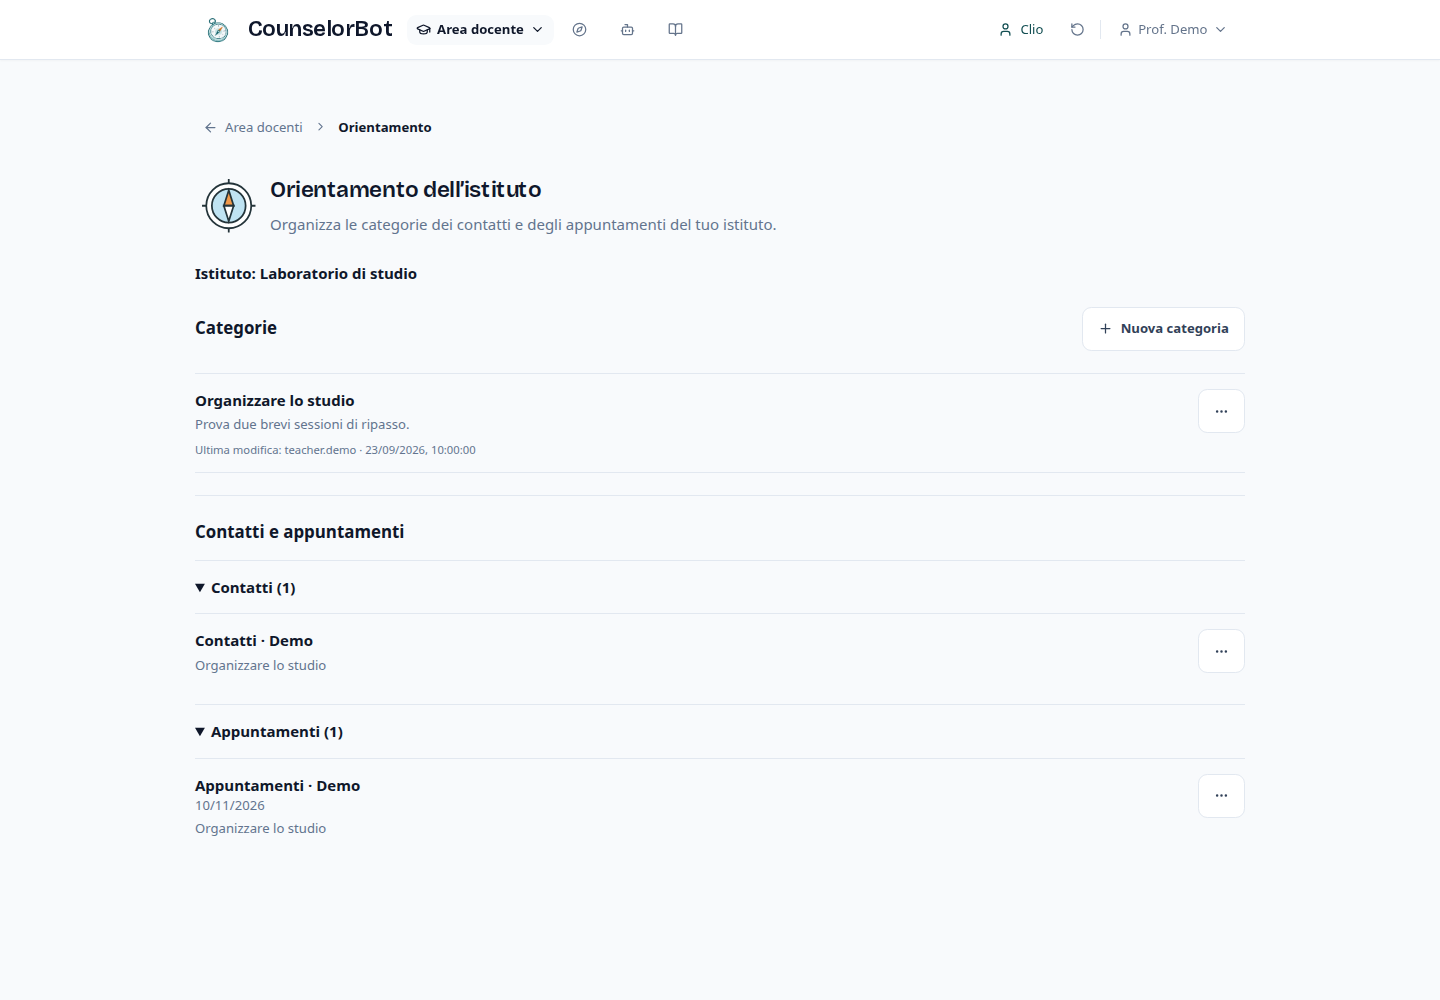 CounselorBot
Area docente
Clio
Prof. Demo
Area docenti
Orientamento
Orientamento dell'istituto
Organizza le categorie dei contatti e degli appuntamenti del tuo istituto.
Istituto: Laboratorio di studio
Categorie
Nuova categoria
Organizzare lo studio
Prova due brevi sessioni di ripasso.
Ultima modifica: teacher.demo · 23/09/2026, 10:00:00
Contatti e appuntamenti
Contatti (1)
Contatti · Demo
Organizzare lo studio
Appuntamenti (1)
Appuntamenti · Demo
10/11/2026
Organizzare lo studio